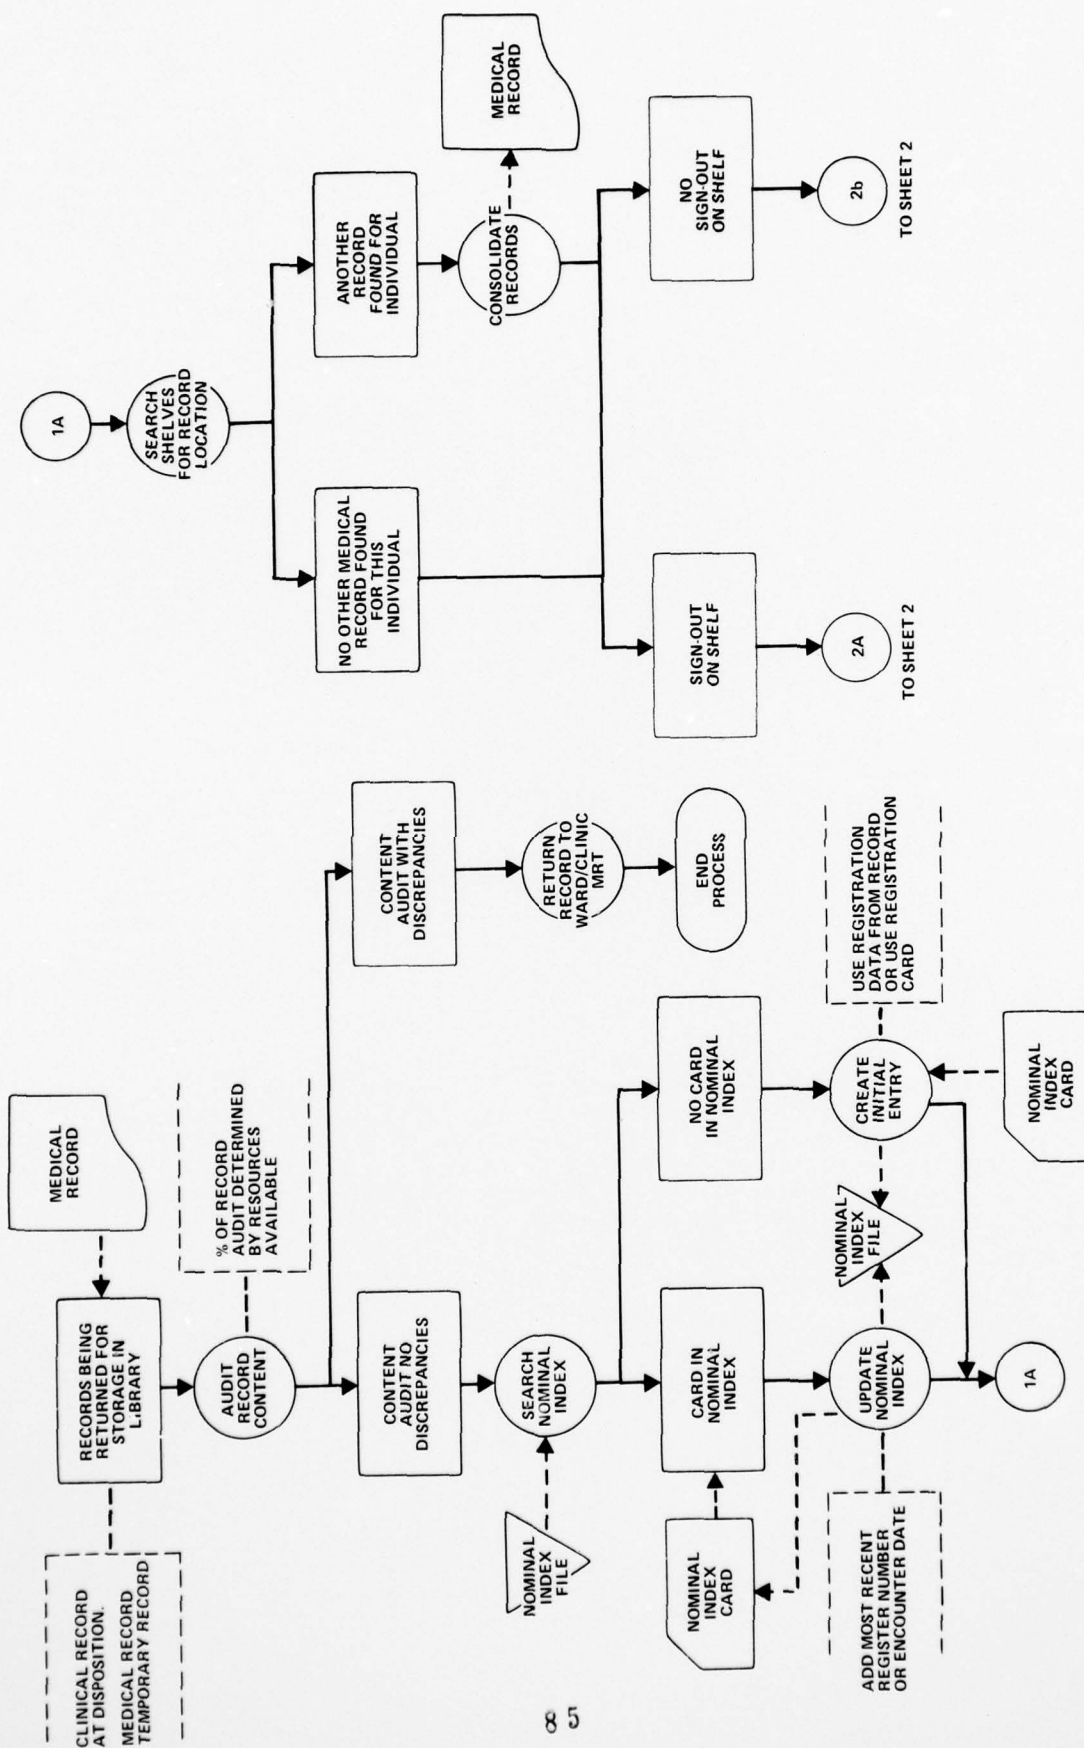 CLINICAL RECORD
AT DISPOSITION.
MEDICAL RECORD
TEMPORARY RECORD
RECORDS BEING
RETURNED FOR
STORAGE IN
LIBRARY
MEDICAL
RECORD
AUDIT
RECORD
CONTENT
% OF RECORD
AUDIT DETERMINED
BY RESOURCES
AVAILABLE
CONTENT
AUDIT NO
DISCREPANCIES
CONTENT
AUDIT WITH
DISCREPANCIES
NOMINAL
INDEX
FILE
SEARCH
NOMINAL
INDEX
RETURN
RECORD TO
WARD/CLINIC
MRT
END
PROCESS
NOMINAL
INDEX
CARD
CARD IN
NOMINAL
INDEX
NO CARD
IN NOMINAL
INDEX
ADD MOST RECENT
REGISTER NUMBER
OR ENCOUNTER DATE
UPDATE
NOMINAL
INDEX
NOMINAL
INDEX
FILE
CREATE
INITIAL
ENTRY
USE REGISTRATION
DATA FROM RECORD
OR USE REGISTRATION
CARD
NOMINAL
INDEX
CARD
1A
1A
SEARCH
SHELVES
FOR RECORD
LOCATION
NO OTHER MEDICAL
RECORD FOUND
FOR THIS
INDIVIDUAL
ANOTHER
RECORD
FOUND FOR
INDIVIDUAL
CONSOLIDATE
RECORDS
MEDICAL
RECORD
SIGN-OUT
ON SHELF
NO
SIGN-OUT
ON SHELF
2A
TO SHEET 2
2b
TO SHEET 2
85